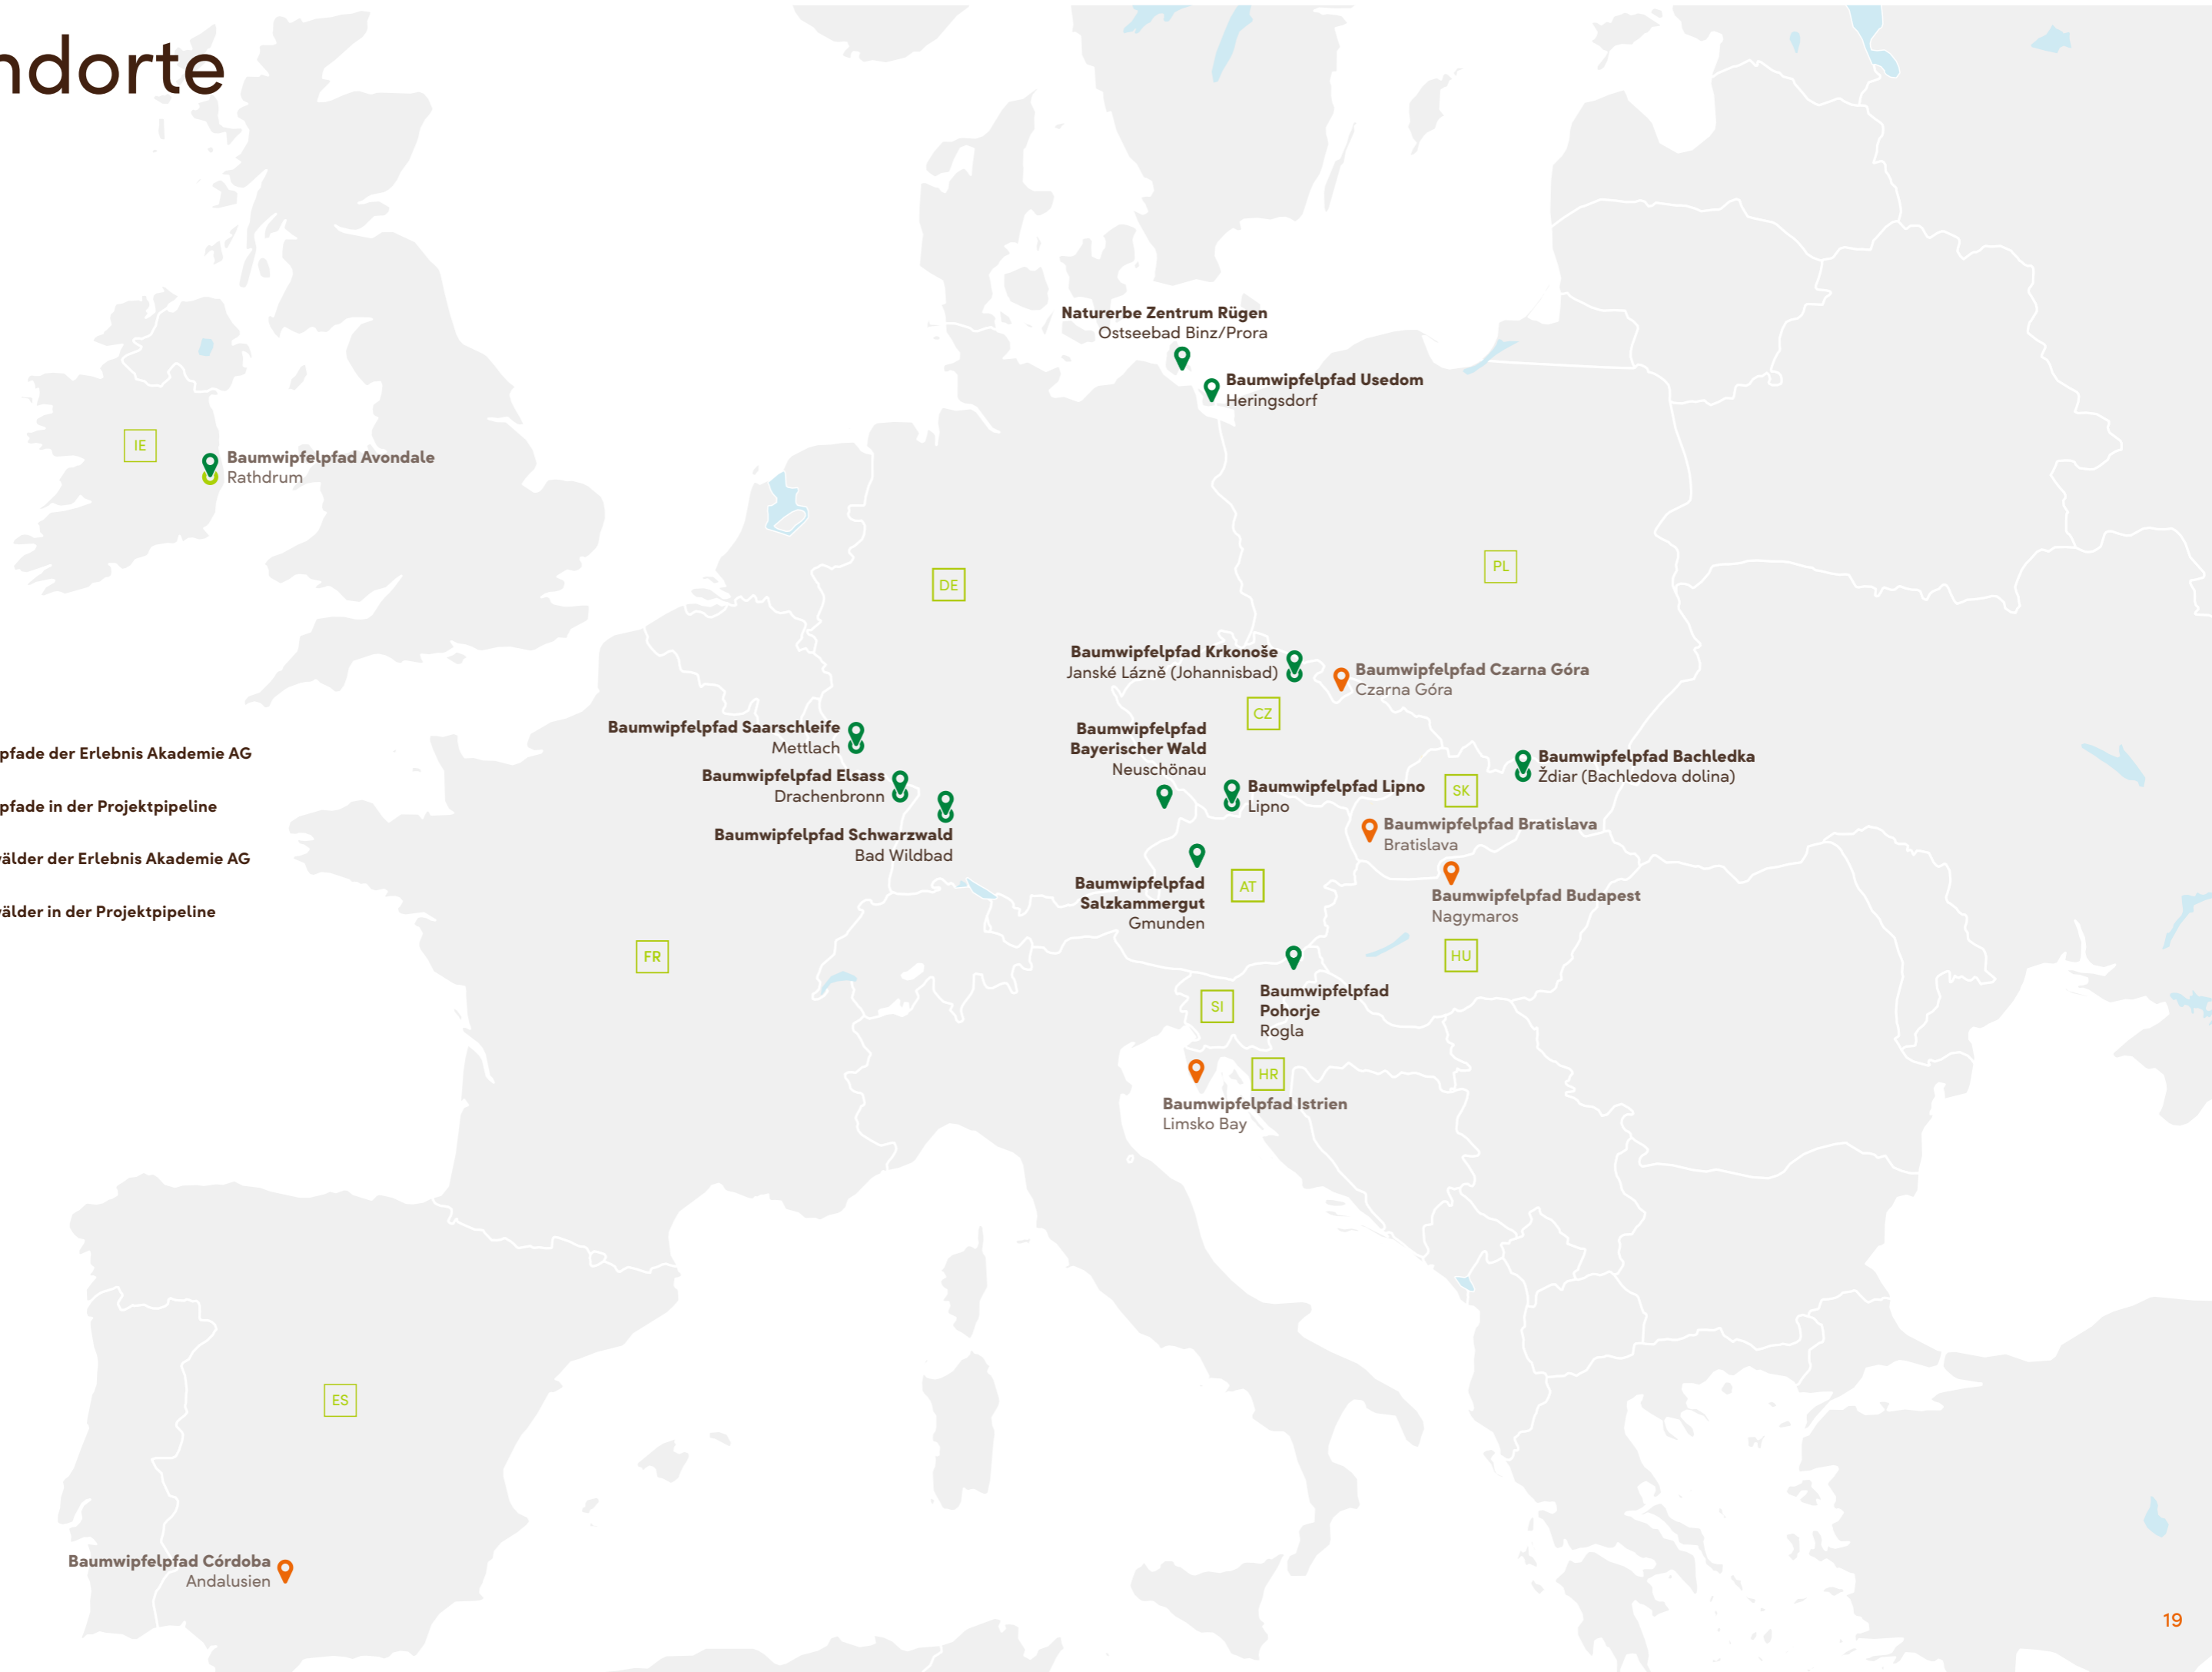 ndorte
Naturerbe Zentrum Rügen
Ostseebad Binz/Prora
Baumwipfelpfad Usedom
Heringsdorf
IE
Baumwipfelpfad Avondale
Rathdrum
DE
PL
Baumwipfelpfad Krkonoše
Janské Lázně (Johannisbad)
Baumwipfelpfad Czarna Góra
Czarna Góra
CZ
Baumwipfelpfad Saarschleife
Mettlach
Baumwipfelpfad
Bayerischer Wald
Neuschönau
pfade der Erlebnis Akademie AG
Baumwipfelpfad Bachledka
Ždiar (Bachledova dolina)
Baumwipfelpfad Elsass
Drachenbronn
Baumwipfelpfad Lipno
Lipno
SK
pfade in der Projektpipeline
Baumwipfelpfad Schwarzwald
Bad Wildbad
Baumwipfelpfad Bratislava
Bratislava
välder der Erlebnis Akademie AG
Baumwipfelpfad
Salzkammergut
Gmunden
AT
Baumwipfelpfad Budapest
Nagymaros
välder in der Projektpipeline
FR
HU
SI
Baumwipfelpfad
Pohorje
Rogla
HR
Baumwipfelpfad Istrien
Limsko Bay
ES
Baumwipfelpfad Córdoba
Andalusien
19